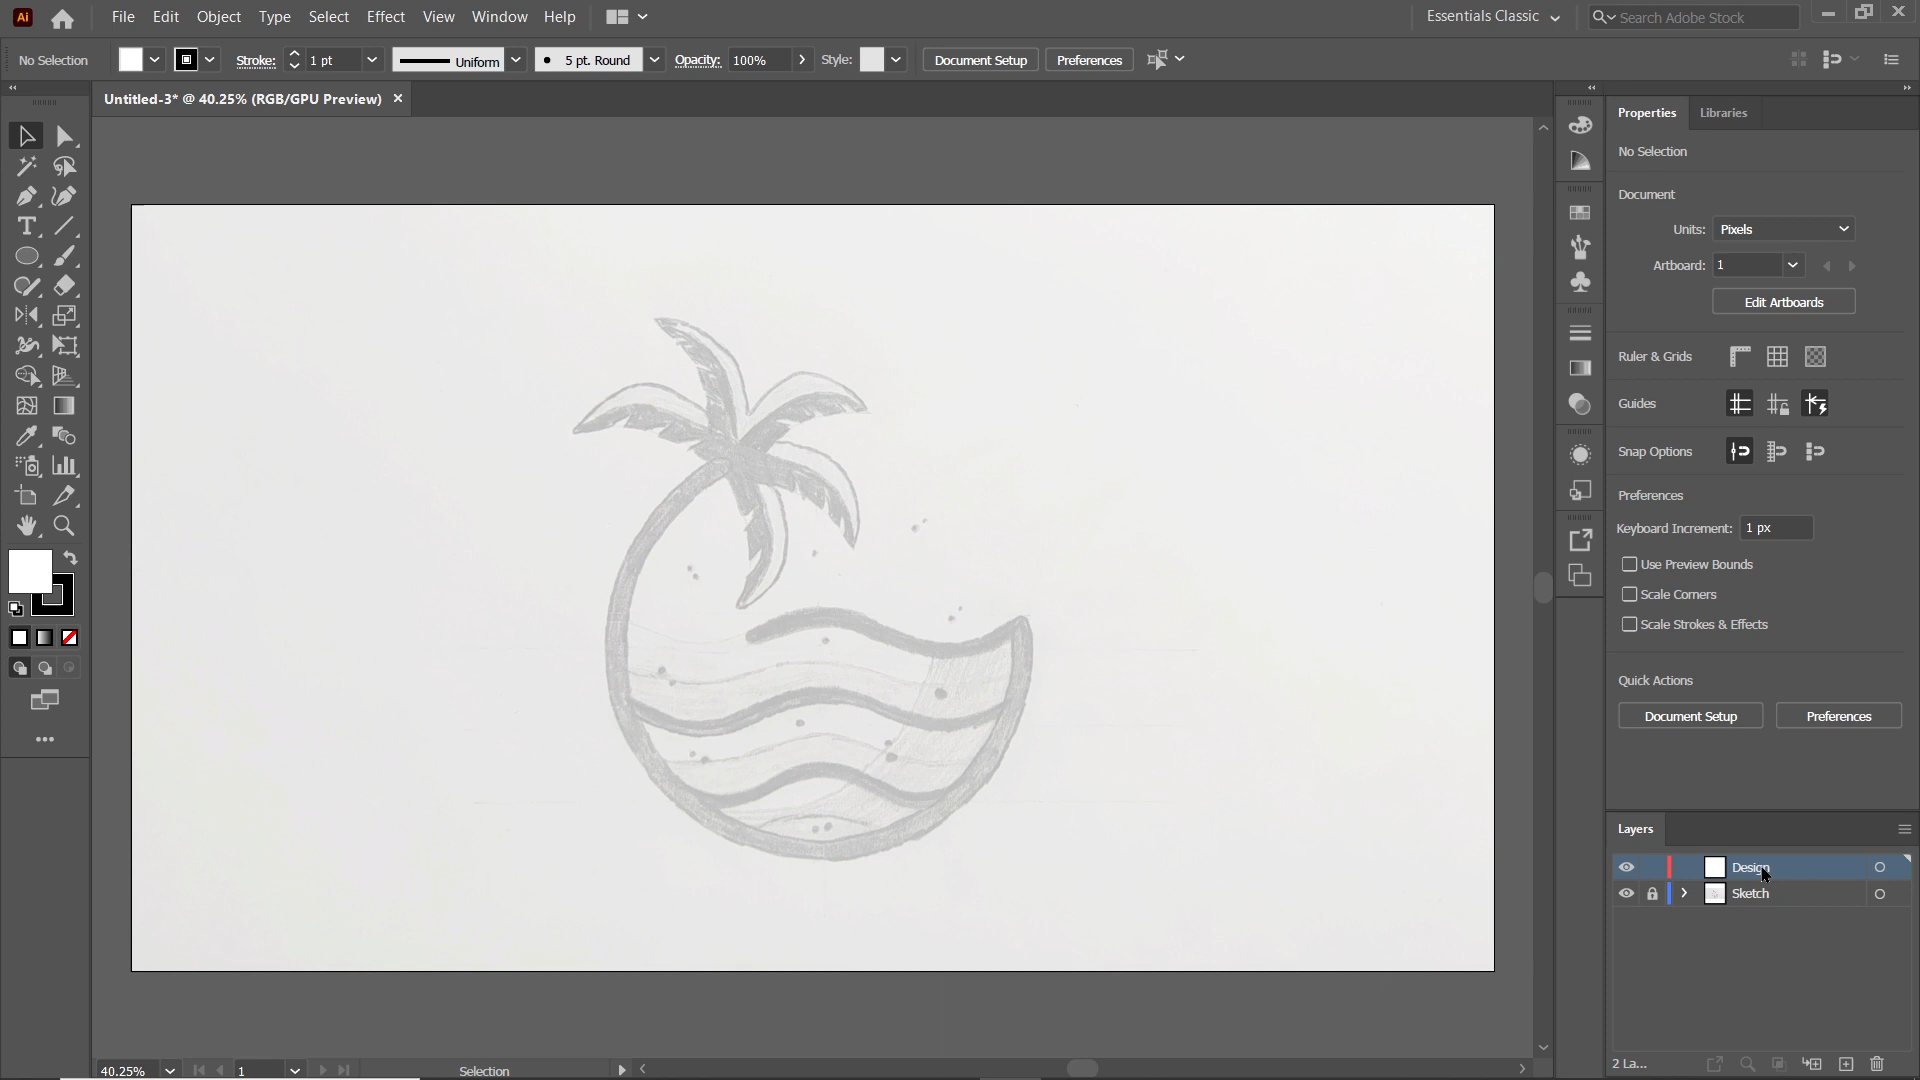 Ai File Edit Object Type Select Effect View Window Help Essentials Classic Search Adobe Stock
No Selection Stroke: 1 pt Uniform 5 pt. Round Opacity: 100% Style: Document Setup Preferences
Untitled-3* @ 40.25% (RGB/GPU Preview)
Properties Libraries
No Selection
Document
Units: Pixels
Artboard: 1
Edit Artboards
Ruler & Grids
Guides
Snap Options
Preferences
Keyboard Increment: 1 px
Use Preview Bounds
Scale Corners
Scale Strokes & Effects
Quick Actions
Document Setup Preferences
Layers
Design
Sketch
2 La...
40.25% 1 Selection